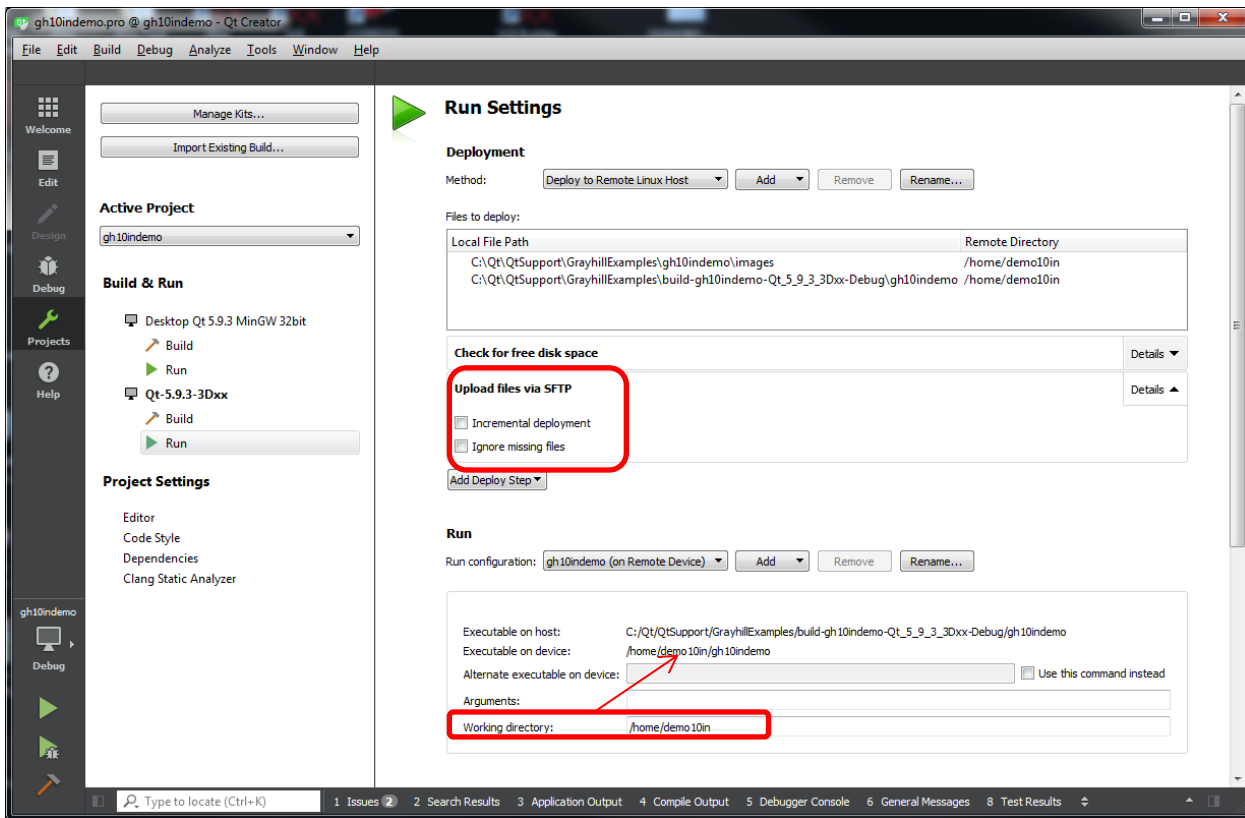 gh10indemo.pro @ gh10indemo - Qt Creator
File Edit Build Debug Analyze Tools Window Help
Welcome
Edit
Design
Debug
Projects
Help
gh10indemo
Debug
Manage Kits...
Import Existing Build...
Active Project
gh10indemo
Build & Run
Desktop Qt 5.9.3 MinGW 32bit
Build
Run
Qt-5.9.3-3Dxx
Build
Run
Project Settings
Editor
Code Style
Dependencies
Clang Static Analyzer
Run Settings
Deployment
Method: Deploy to Remote Linux Host Add Remove Rename...
Files to deploy:
Local File Path Remote Directory
C:\Qt\QtSupport\GrayhillExamples\gh10indemo\images /home/demo10in
C:\Qt\QtSupport\GrayhillExamples\build-gh10indemo-Qt_5_9_3_3Dxx-Debug\gh10indemo /home/demo10in
Check for free disk space Details
Upload files via SFTP Details
Incremental deployment
Ignore missing files
Add Deploy Step
Run
Run configuration: gh10indemo (on Remote Device) Add Remove Rename...
Executable on host: C:/Qt/QtSupport/GrayhillExamples/build-gh10indemo-Qt_5_9_3_3Dxx-Debug/gh10indemo
Executable on device: /home/demo10in/gh10indemo
Alternate executable on device: Use this command instead
Arguments:
Working directory: /home/demo10in
Type to locate (Ctrl+K) 1 Issues 2 2 Search Results 3 Application Output 4 Compile Output 5 Debugger Console 6 General Messages 8 Test Results